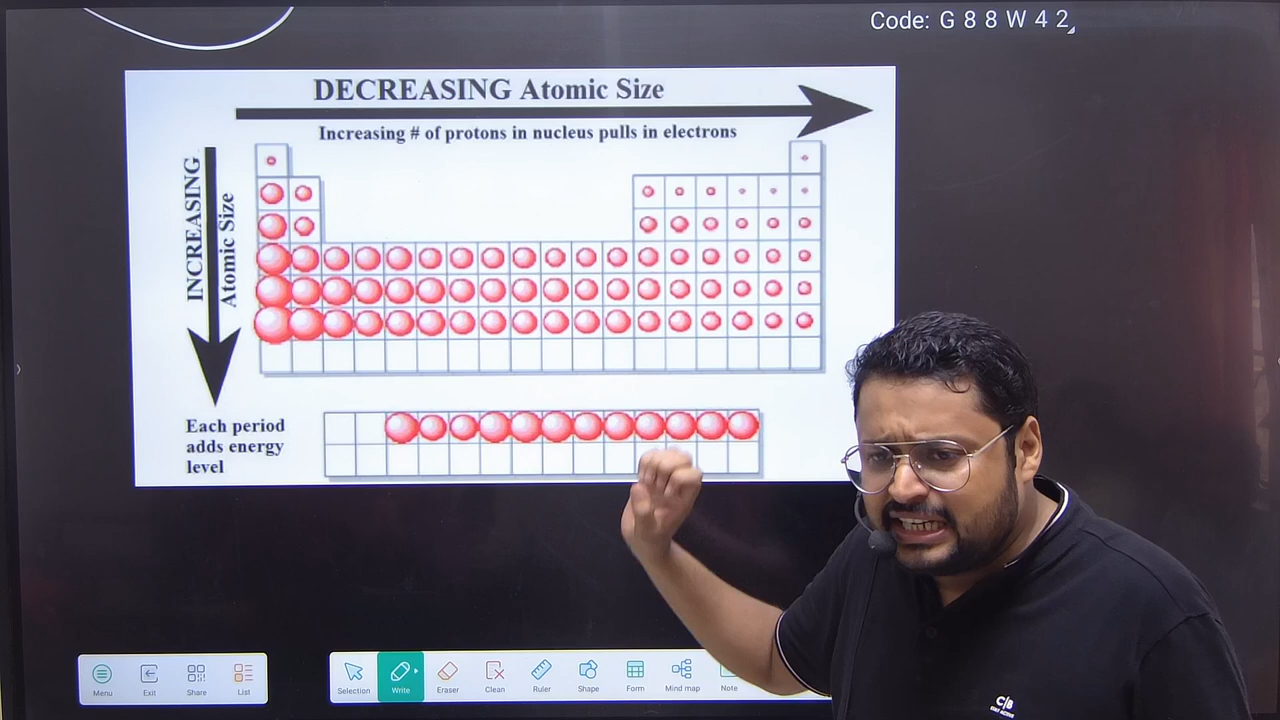 Code: G 8 8 W 4 2
DECREASING Atomic Size
Increasing # of protons in nucleus pulls in electrons
INCREASING
Atomic Size
Each period
adds energy
level
Menu
Exit
Share
List
Selection
Write
Eraser
Clean
Ruler
Shape
Form
Mind map
Note
C/B